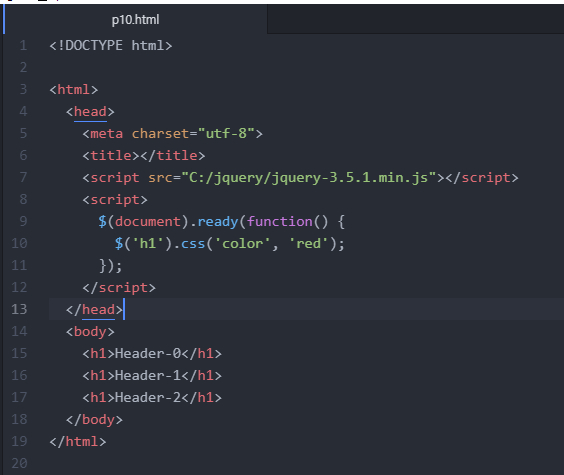 p10.html
1 <!DOCTYPE html>
2
3 <html>
4   <head>
5     <meta charset="utf-8">
6     <title></title>
7     <script src="C:/jquery/jquery-3.5.1.min.js"></script>
8     <script>
9       $(document).ready(function() {
10         $('h1').css('color', 'red');
11       });
12     </script>
13   </head>
14   <body>
15     <h1>Header-0</h1>
16     <h1>Header-1</h1>
17     <h1>Header-2</h1>
18   </body>
19 </html>
20